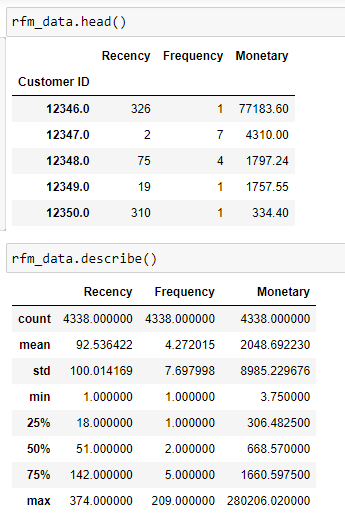 rfm_data.head()
Recency Frequency Monetary
Customer ID
12346.0 326 1 77183.60
12347.0 2 7 4310.00
12348.0 75 4 1797.24
12349.0 19 1 1757.55
12350.0 310 1 334.40
rfm_data.describe()
Recency Frequency Monetary
count 4338.000000 4338.000000 4338.000000
mean 92.536422 4.272015 2048.692230
std 100.014169 7.697998 8985.229676
min 1.000000 1.000000 3.750000
25% 18.000000 1.000000 306.482500
50% 51.000000 2.000000 668.570000
75% 142.000000 5.000000 1660.597500
max 374.000000 209.000000 280206.020000